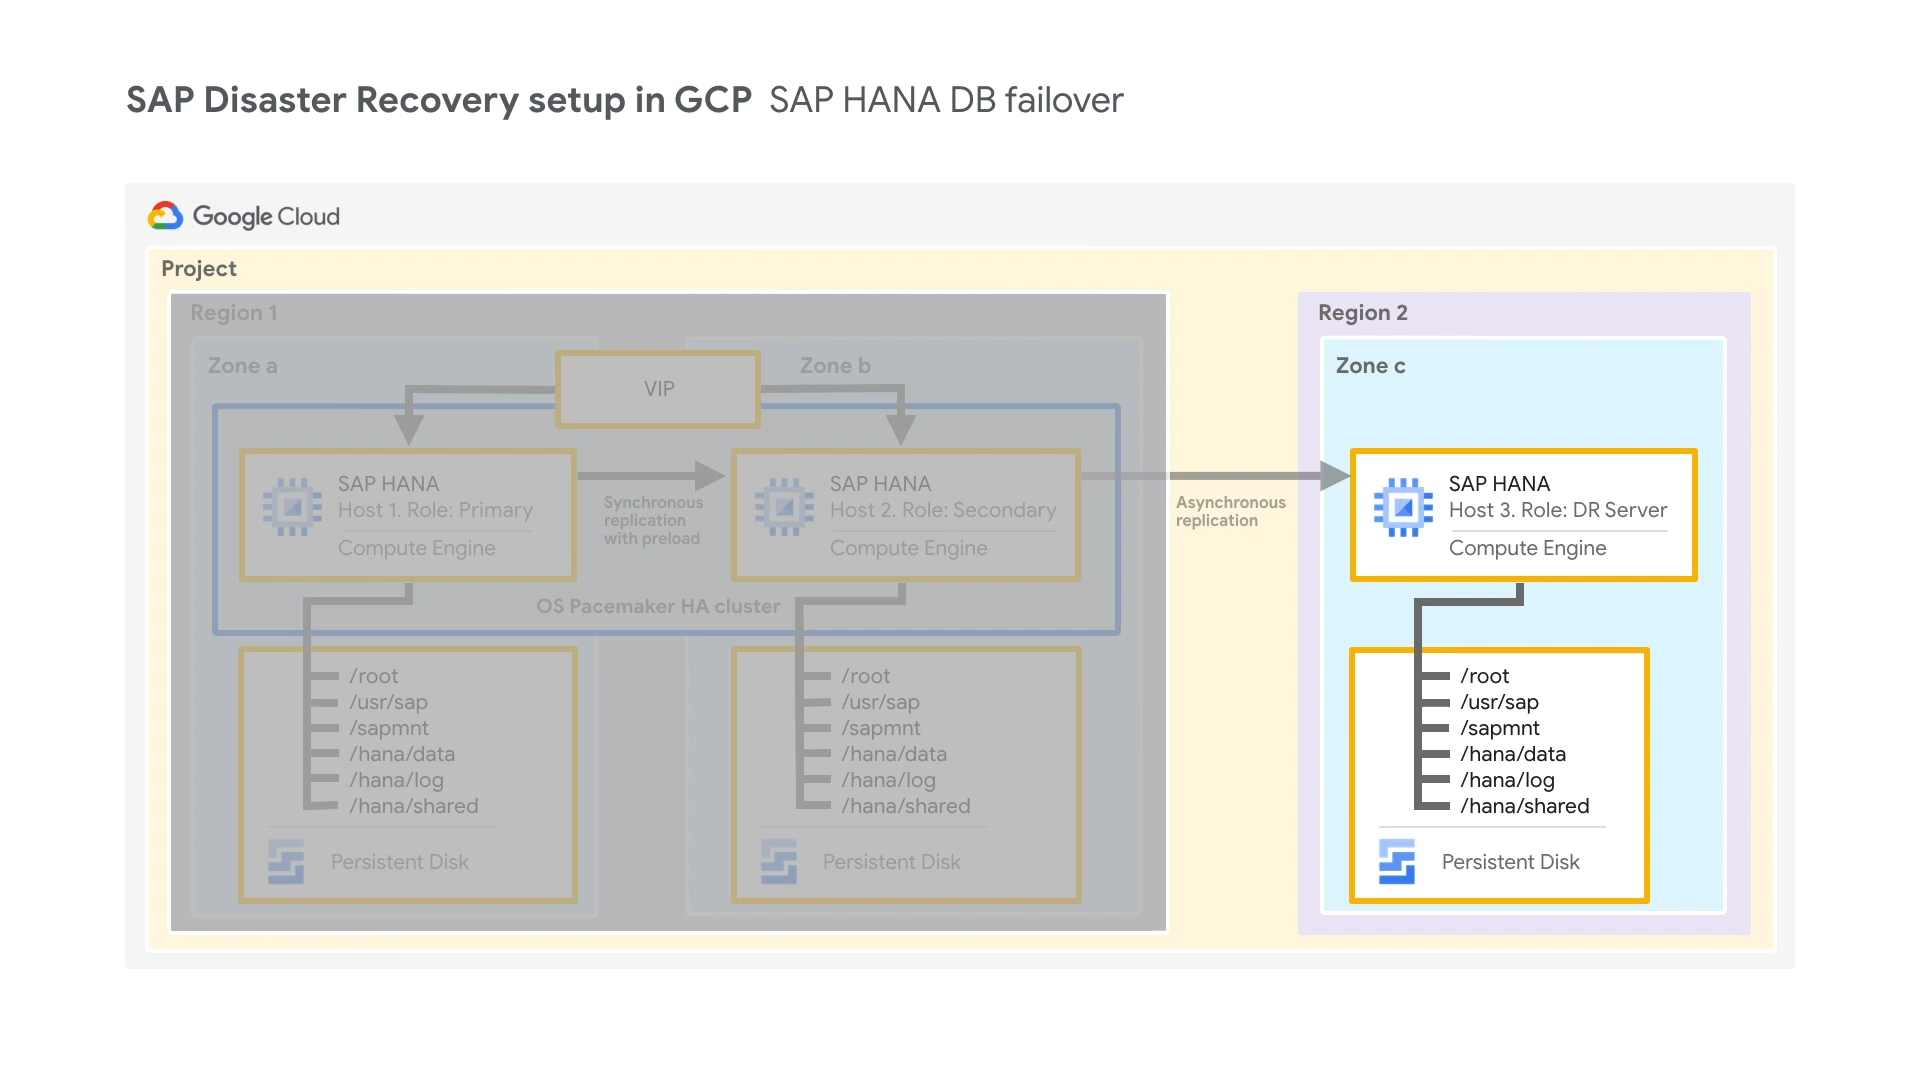 SAP Disaster Recovery setup in GCP SAP HANA DB failover
Google Cloud
Project
Region 1
Zone a
VIP
Zone b
SAP HANA
Host 1. Role: Primary
Compute Engine
Synchronous
replication
with preload
SAP HANA
Host 2. Role: Secondary
Compute Engine
OS Pacemaker HA cluster
/root
/usr/sap
/sapmnt
/hana/data
/hana/log
/hana/shared
Persistent Disk
/root
/usr/sap
/sapmnt
/hana/data
/hana/log
/hana/shared
Persistent Disk
Asynchronous
replication
Region 2
Zone c
SAP HANA
Host 3. Role: DR Server
Compute Engine
/root
/usr/sap
/sapmnt
/hana/data
/hana/log
/hana/shared
Persistent Disk